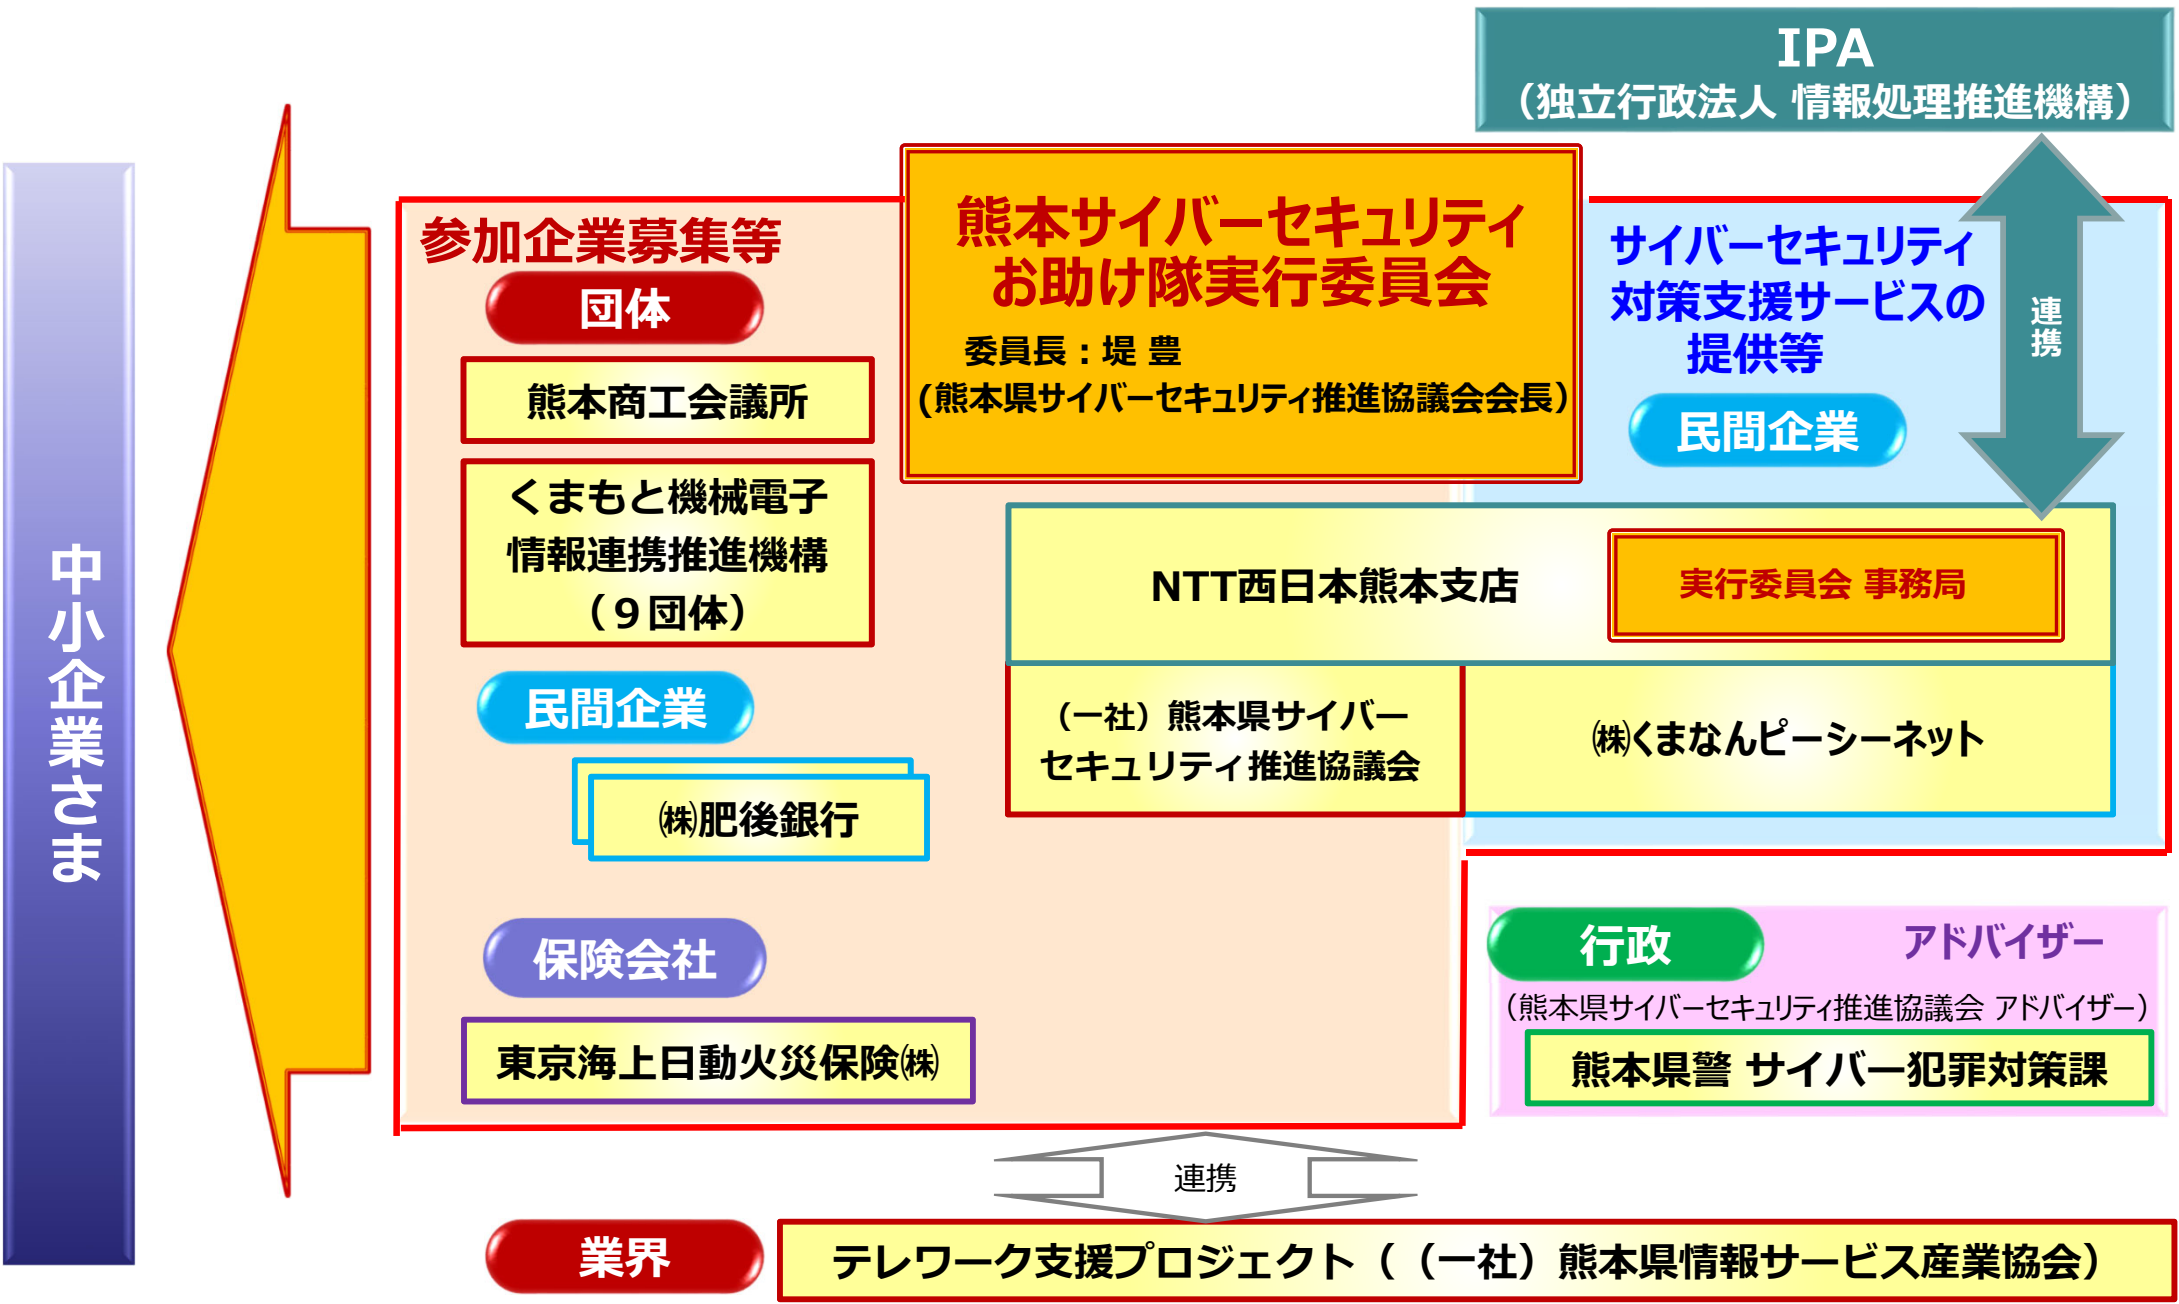 IPA
（独立行政法人 情報処理推進機構）
中小企業さま
参加企業募集等
団体
熊本商工会議所
くまもと機械電子
情報連携推進機構
（９団体）
民間企業
㈱肥後銀行
保険会社
東京海上日動火災保険㈱
熊本サイバーセキュリティ
お助け隊実行委員会
委員長：堤 豊
(熊本県サイバーセキュリティ推進協議会会長）
サイバーセキュリティ
対策支援サービスの
提供等
連携
民間企業
NTT西日本熊本支店
実行委員会 事務局
（一社）熊本県サイバー
セキュリティ推進協議会
㈱くまなんピーシーネット
行政
アドバイザー
（熊本県サイバーセキュリティ推進協議会 アドバイザー）
熊本県警 サイバー犯罪対策課
連携
業界
テレワーク支援プロジェクト（（一社）熊本県情報サービス産業協会）